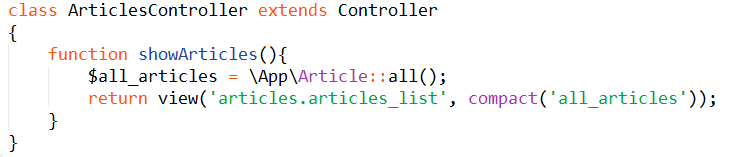 class ArticlesController extends Controller
{
    function showArticles(){
        $all_articles = \App\Article::all();
        return view('articles.articles_list', compact('all_articles'));
    }
}